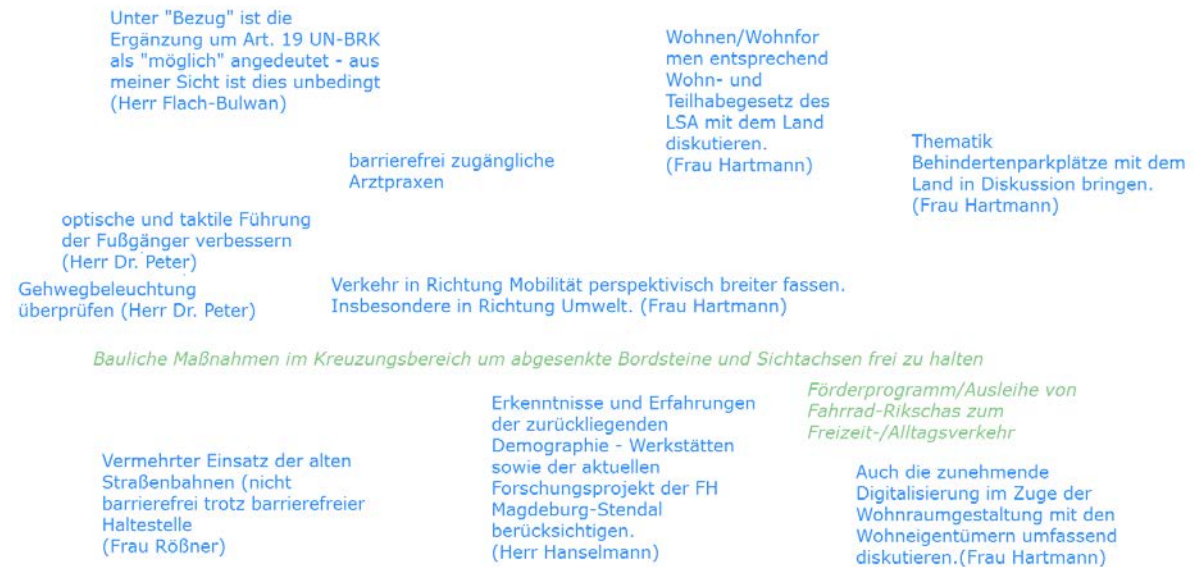 Unter "Bezug" ist die
Ergänzung um Art. 19 UN-BRK
als "möglich" angedeutet - aus
meiner Sicht ist dies unbedingt
(Herr Flach-Bulwan)
Wohnen/Wohnfor
men entsprechend
Wohn- und
Teilhabegesetz des
LSA mit dem Land
diskutieren.
(Frau Hartmann)
Thematik
Behindertenparkplätze mit dem
Land in Diskussion bringen.
(Frau Hartmann)
barrierefrei zugängliche
Arztpraxen
optische und taktile Führung
der Fußgänger verbessern
(Herr Dr. Peter)
Gehwegbeleuchtung
überprüfen (Herr Dr. Peter)
Verkehr in Richtung Mobilität perspektivisch breiter fassen.
Insbesondere in Richtung Umwelt. (Frau Hartmann)
Bauliche Maßnahmen im Kreuzungsbereich um abgesenkte Bordsteine und Sichtachsen frei zu halten
Förderprogramm/Ausleihe von
Fahrrad-Rikschas zum
Freizeit-/Alltagsverkehr
Erkenntnisse und Erfahrungen
der zurückliegenden
Demographie - Werkstätten
sowie der aktuellen
Forschungsprojekt der FH
Magdeburg-Stendal
berücksichtigen.
(Herr Hanselmann)
Vermehrter Einsatz der alten
Straßenbahnen (nicht
barrierefrei trotz barrierefreier
Haltestelle
(Frau Rößner)
Auch die zunehmende
Digitalisierung im Zuge der
Wohnraumgestaltung mit den
Wohneigentümern umfassend
diskutieren.(Frau Hartmann)